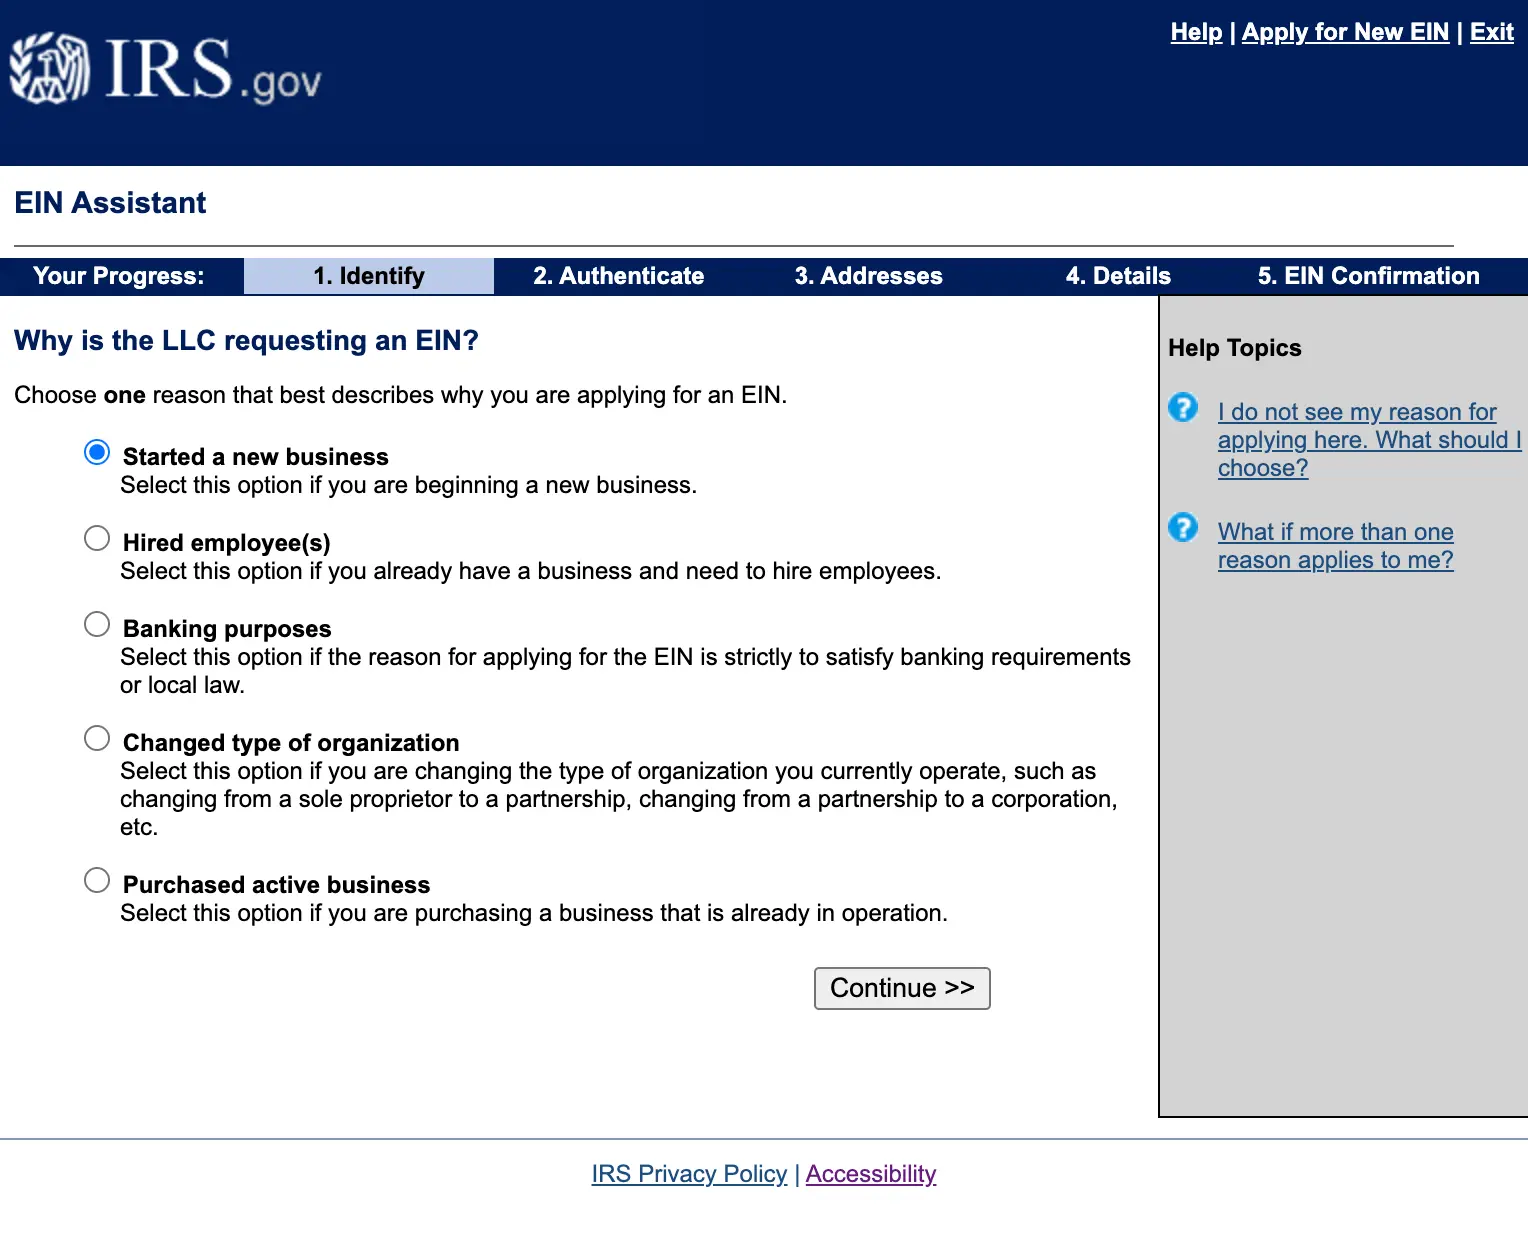 IRS.gov
Help | Apply for New EIN | Exit
EIN Assistant
Your Progress: 1. Identify 2. Authenticate 3. Addresses 4. Details 5. EIN Confirmation
Why is the LLC requesting an EIN?
Choose one reason that best describes why you are applying for an EIN.
Started a new business
Select this option if you are beginning a new business.
Hired employee(s)
Select this option if you already have a business and need to hire employees.
Banking purposes
Select this option if the reason for applying for the EIN is strictly to satisfy banking requirements
or local law.
Changed type of organization
Select this option if you are changing the type of organization you currently operate, such as
changing from a sole proprietor to a partnership, changing from a partnership to a corporation,
etc.
Purchased active business
Select this option if you are purchasing a business that is already in operation.
Continue >>
Help Topics
I do not see my reason for
applying here. What should I
choose?
What if more than one
reason applies to me?
IRS Privacy Policy | Accessibility